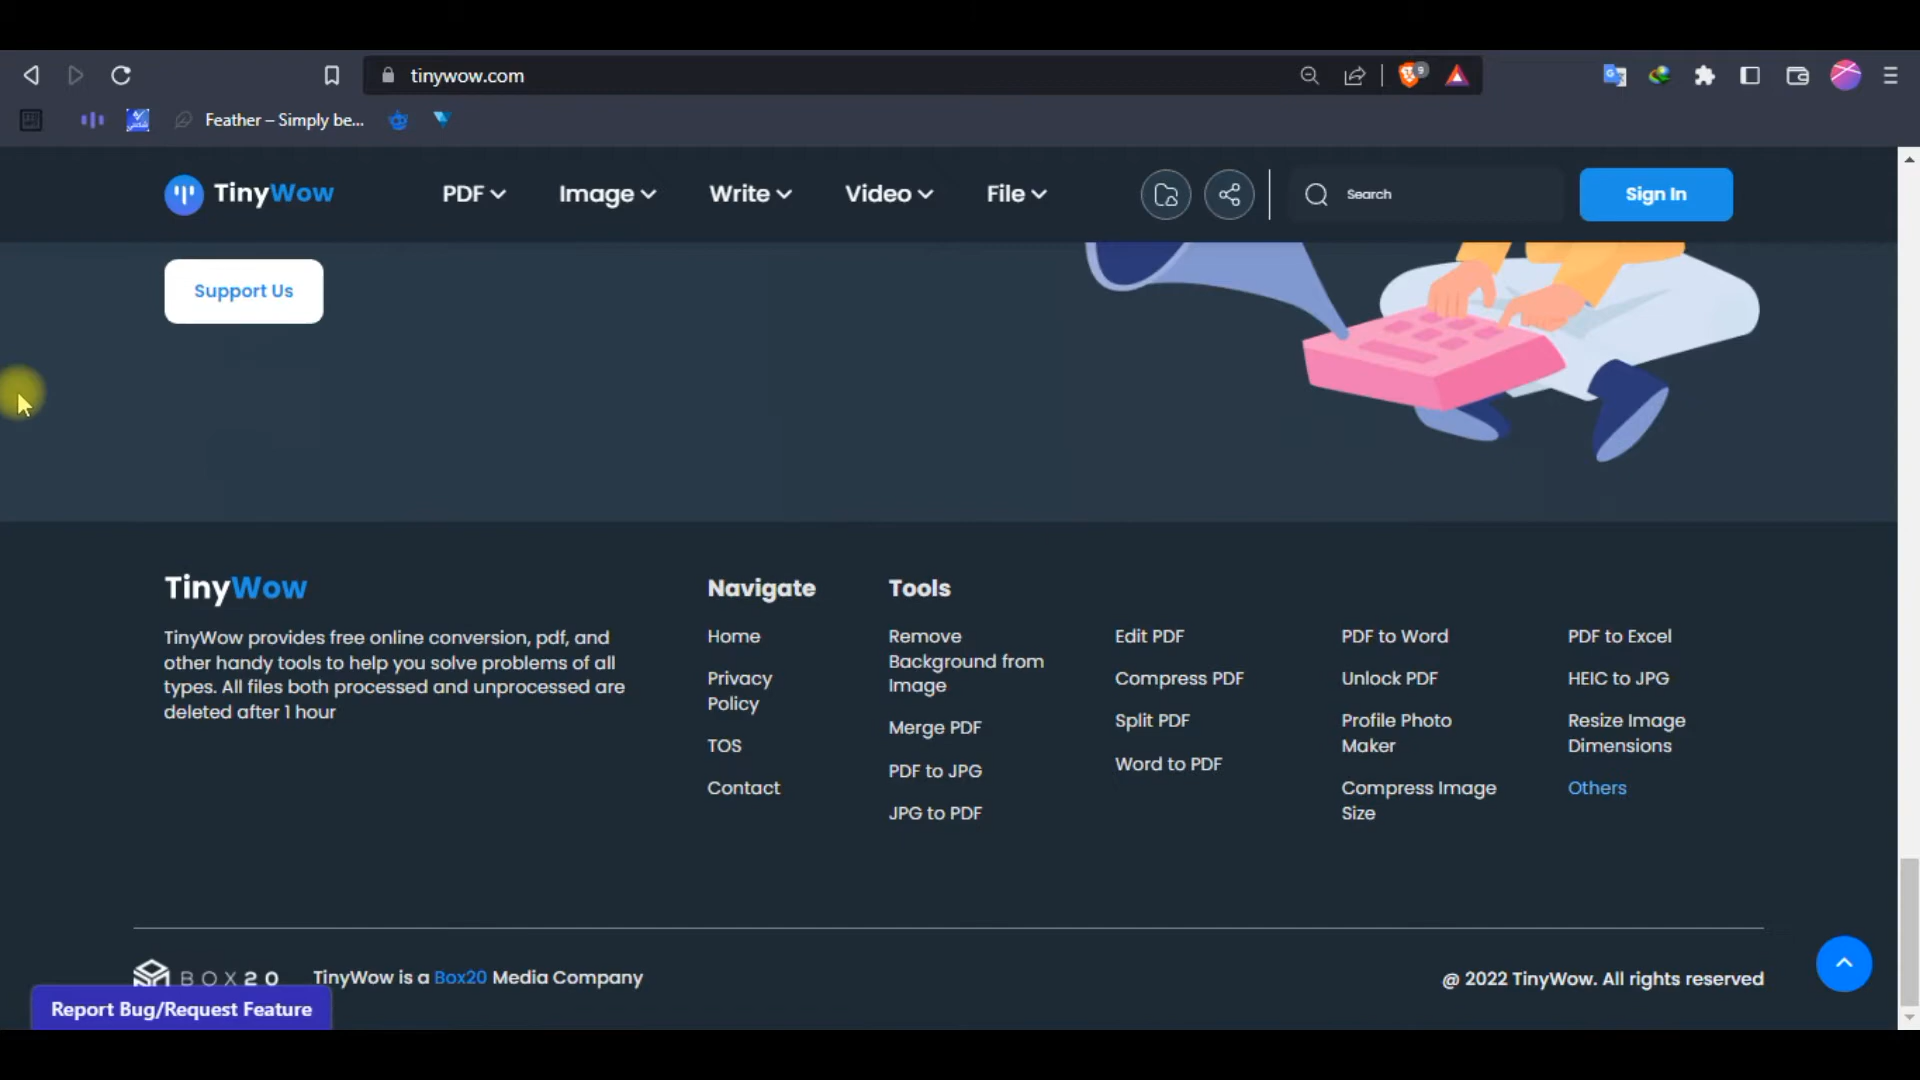 tinywow.com
9
Feather – Simply be...
TinyWow
PDF
Image
Write
Video
File
Search
Sign In
Support Us
TinyWow
TinyWow provides free online conversion, pdf, and
other handy tools to help you solve problems of all
types. All files both processed and unprocessed are
deleted after 1 hour
Navigate
Home
Privacy
Policy
TOS
Contact
Tools
Remove
Background from
Image
Merge PDF
PDF to JPG
JPG to PDF
Edit PDF
Compress PDF
Split PDF
Word to PDF
PDF to Word
Unlock PDF
Profile Photo
Maker
Compress Image
Size
PDF to Excel
HEIC to JPG
Resize Image
Dimensions
Others
BOX20
TinyWow is a Box20 Media Company
@ 2022 TinyWow. All rights reserved
Report Bug/Request Feature